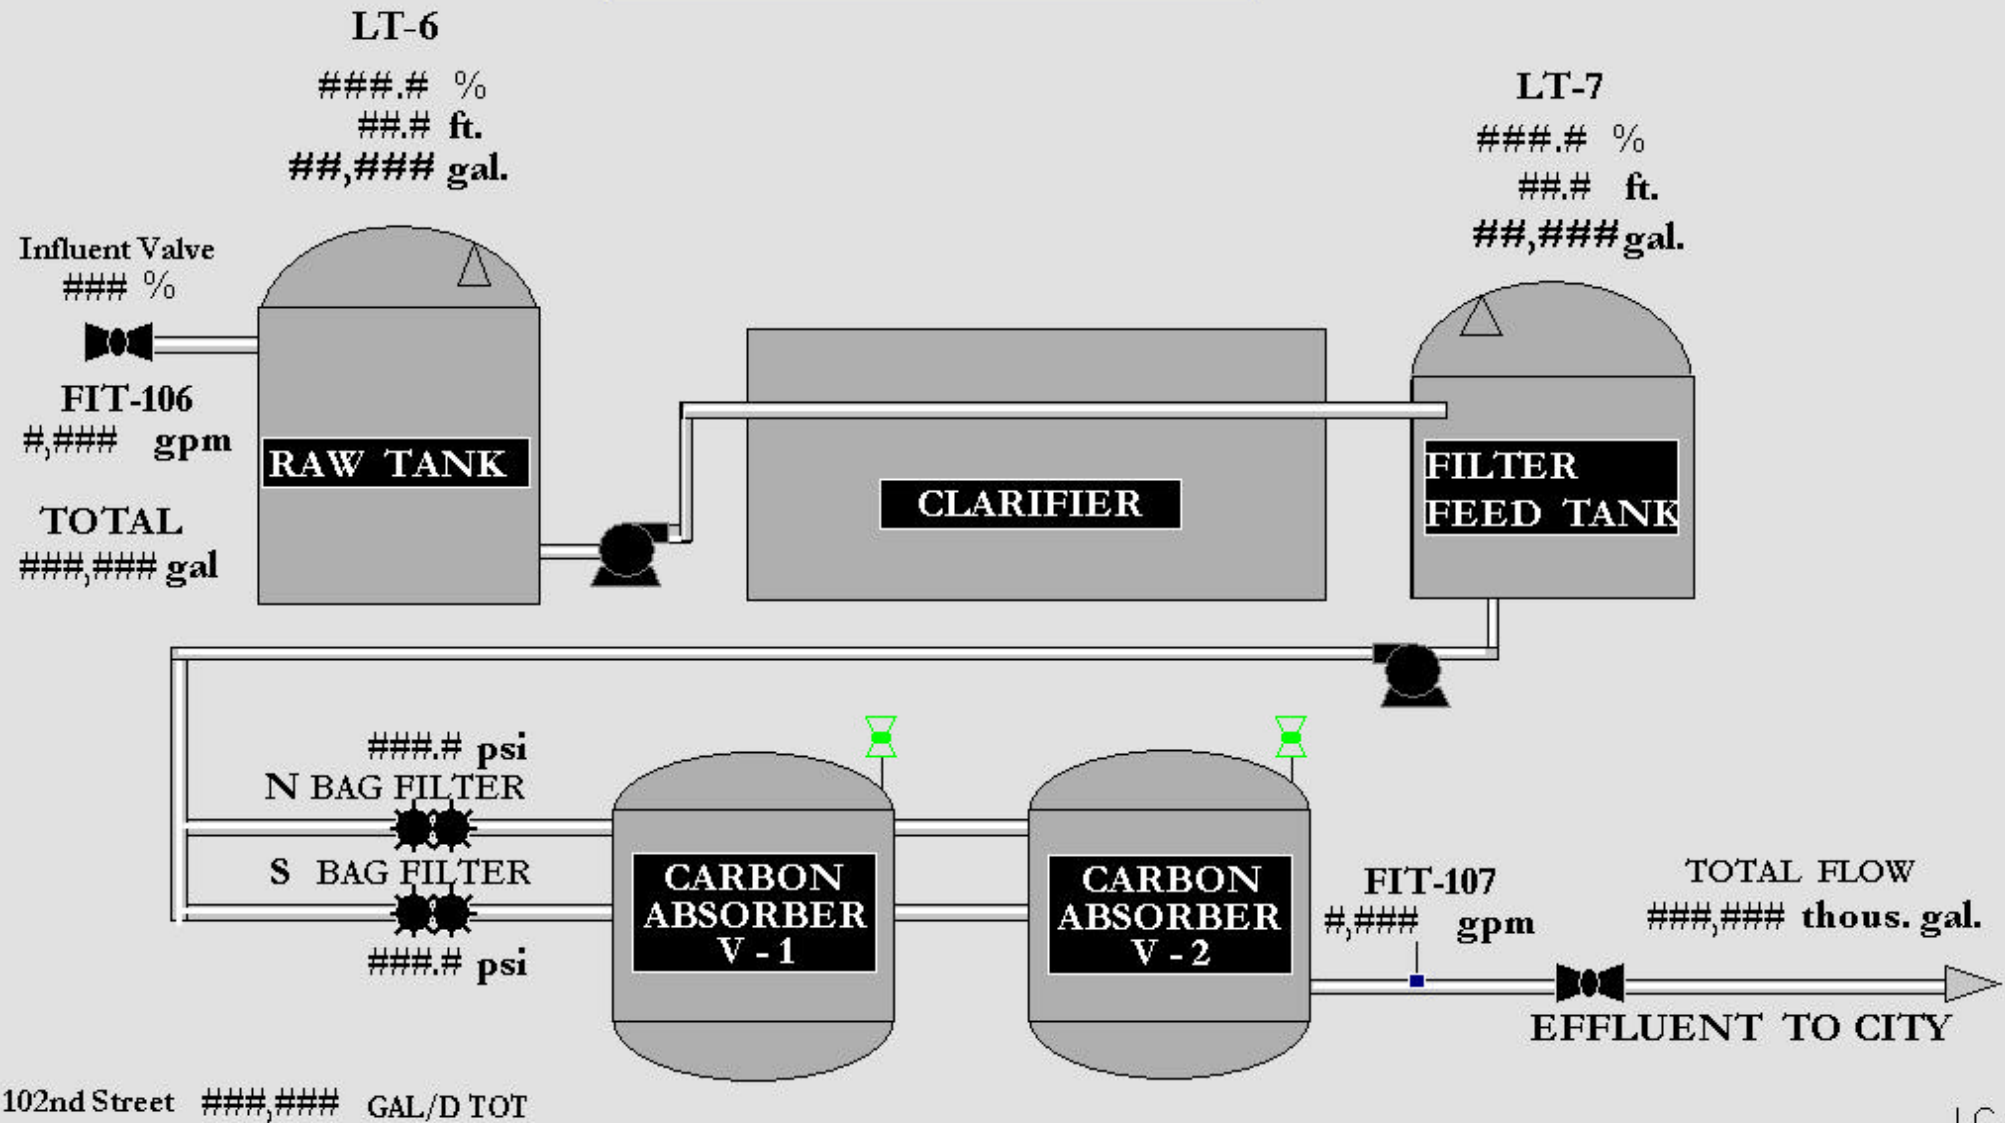 LT-6
###.# %
##.# ft.
##,### gal.
LT-7
###.# %
##.# ft.
##,### gal.
Influent Valve
### %
FIT-106
#,### gpm
TOTAL
###,### gal
RAW TANK
CLARIFIER
FILTER
FEED TANK
###.# psi
N BAG FILTER
S BAG FILTER
###.# psi
CARBON
ABSORBER
V - 1
CARBON
ABSORBER
V - 2
FIT-107
#,### gpm
TOTAL FLOW
###,### thous. gal.
EFFLUENT TO CITY
102nd Street ###,### GAL/D TOT